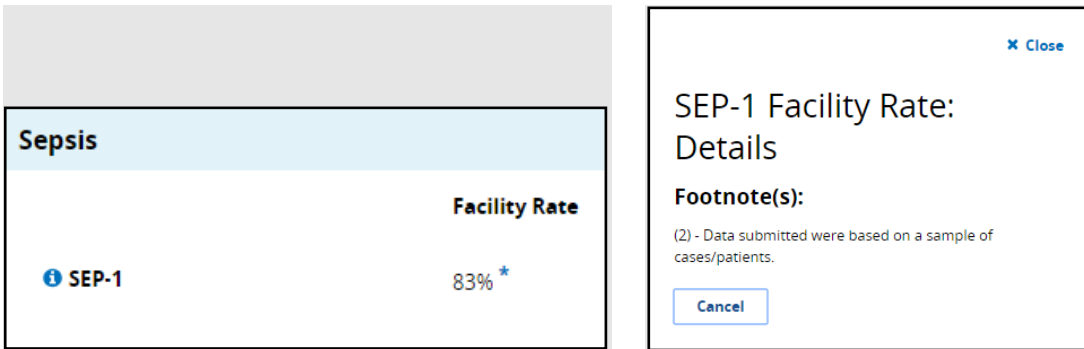 Sepsis
Facility Rate
SEP-1
83% *
✖ Close
SEP-1 Facility Rate:
Details
Footnote(s):
(2) - Data submitted were based on a sample of
cases/patients.
Cancel